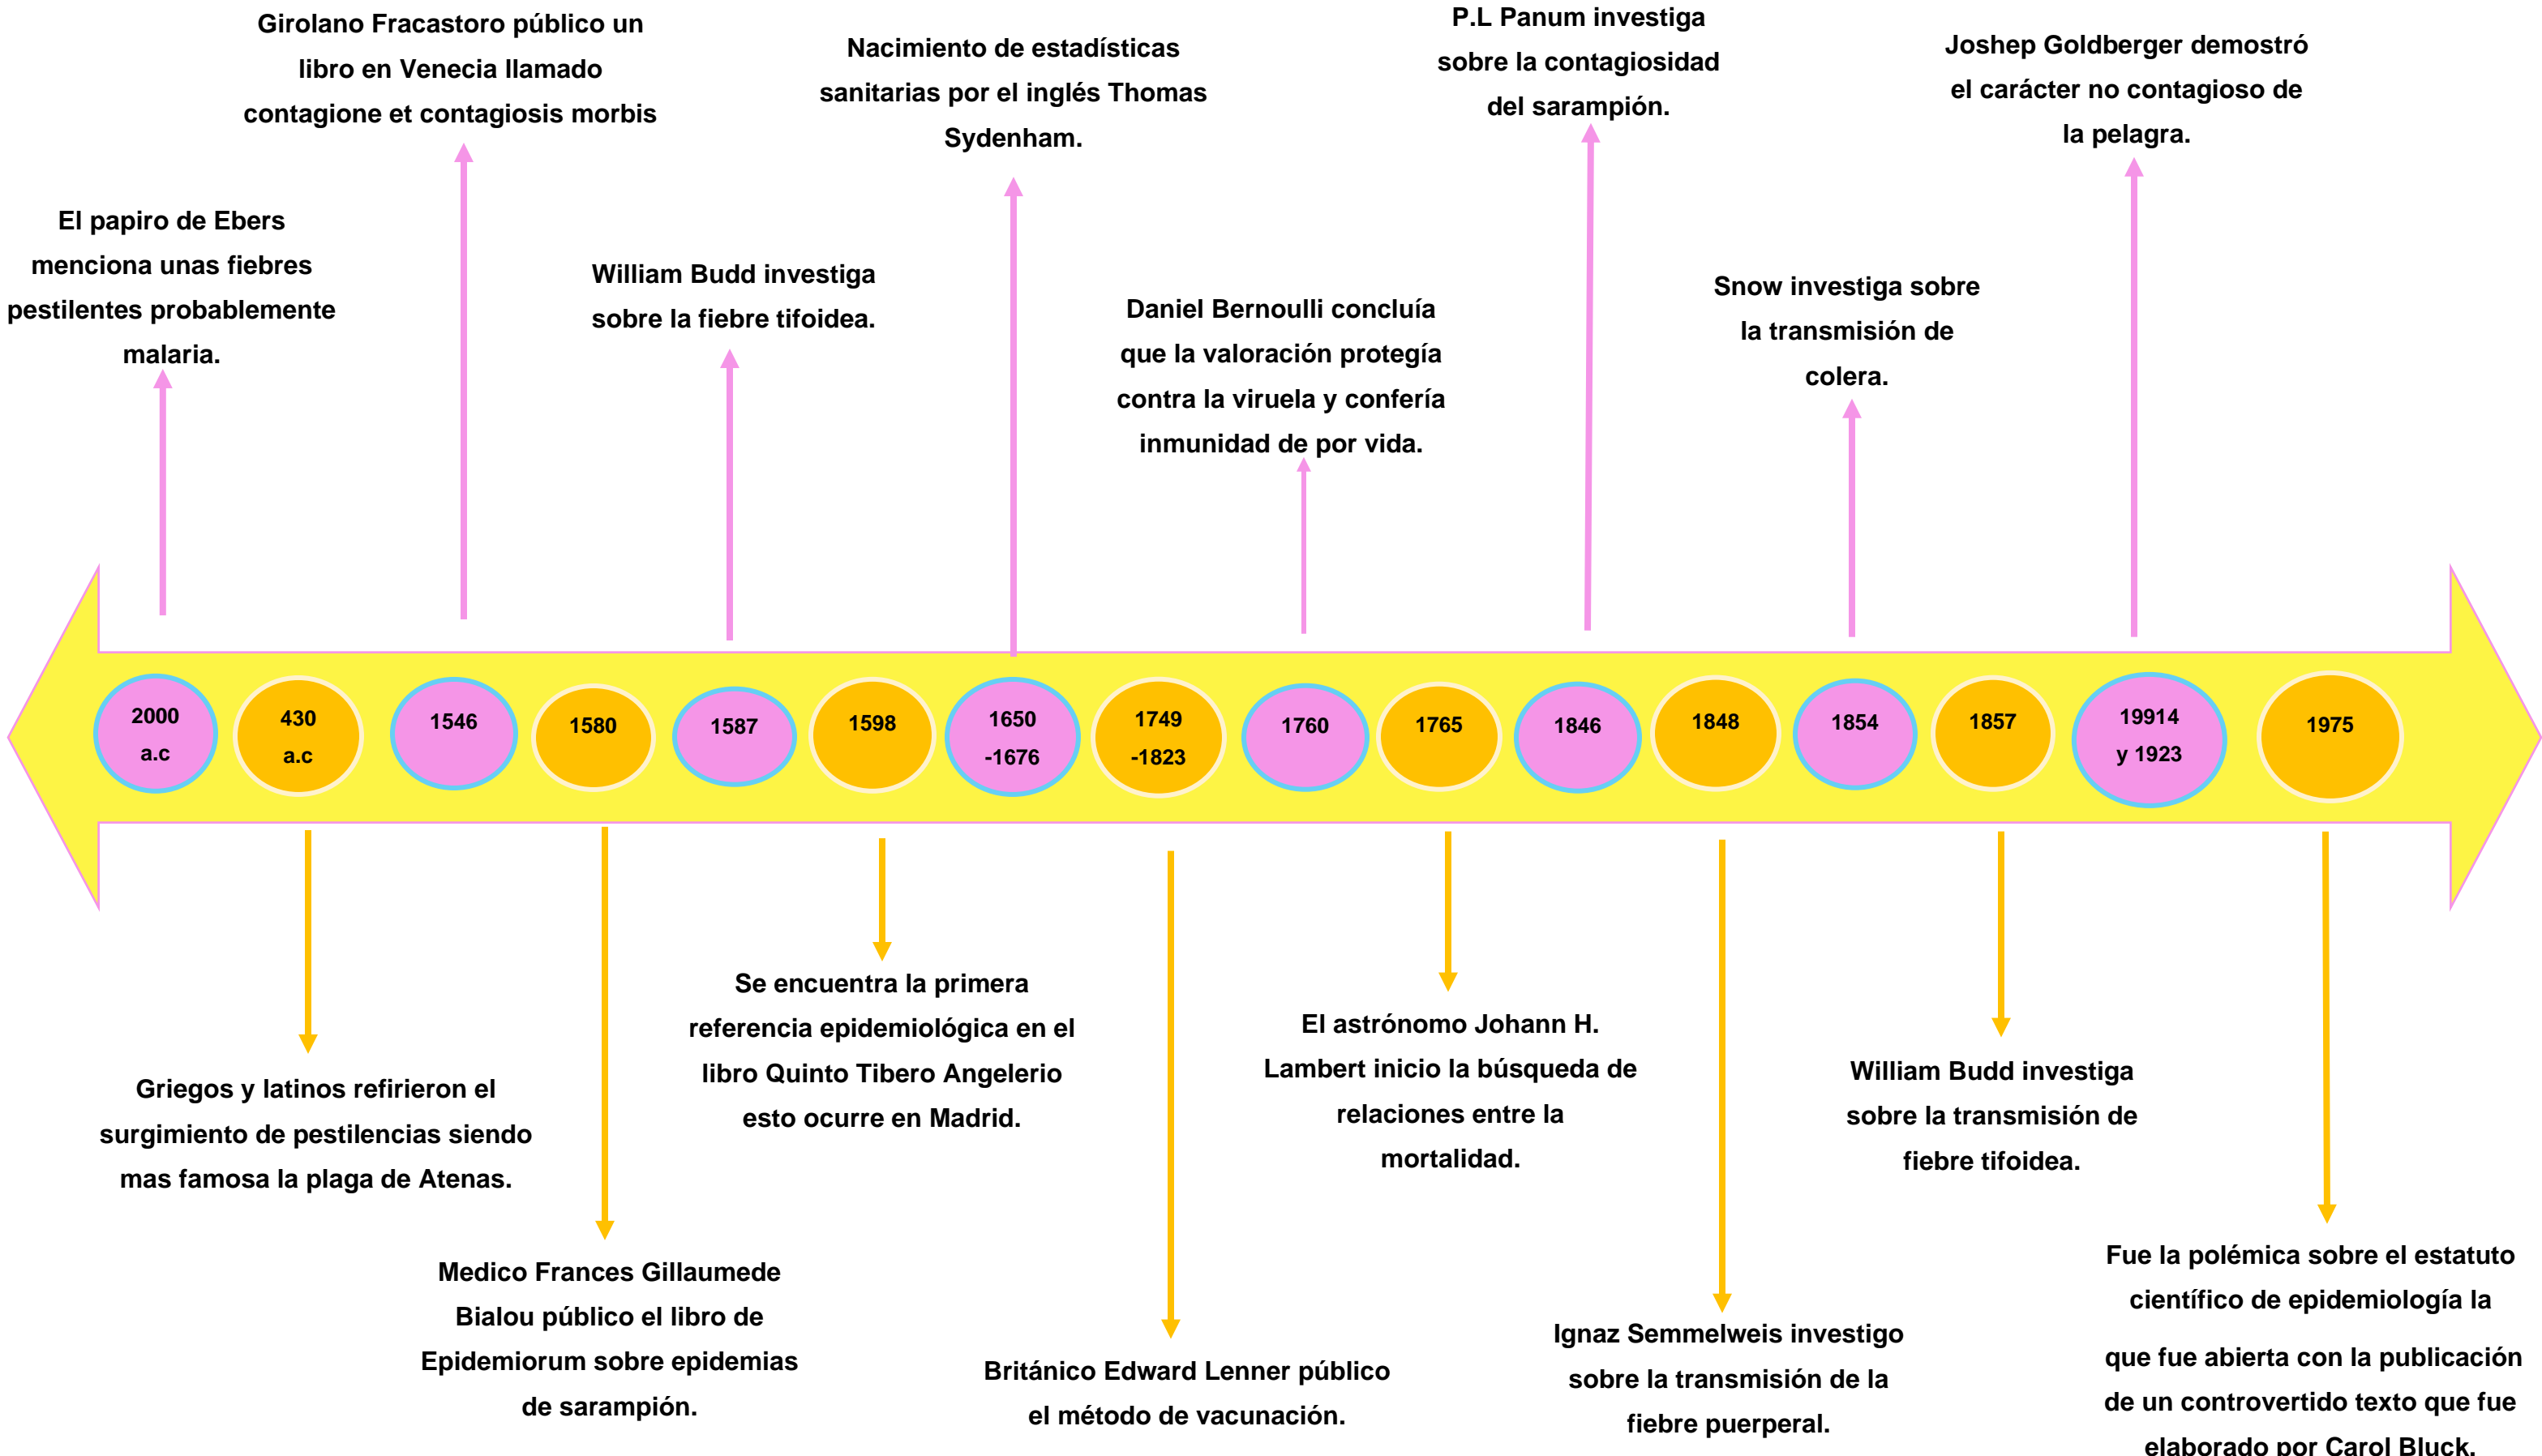 Girolano Fracastoro público un
libro en Venecia llamado
contagione et contagiosis morbis
Nacimiento de estadísticas
sanitarias por el inglés Thomas
Sydenham.
P.L Panum investiga
sobre la contagiosidad
del sarampión.
Joshep Goldberger demostró
el carácter no contagioso de
la pelagra.
El papiro de Ebers
menciona unas fiebres
pestilentes probablemente
malaria.
William Budd investiga
sobre la fiebre tifoidea.
Daniel Bernoulli concluía
que la valoración protegía
contra la viruela y confería
inmunidad de por vida.
Snow investiga sobre
la transmisión de
colera.
2000
a.c
430
a.c
1546
1580
1587
1598
1650
-1676
1749
-1823
1760
1765
1846
1848
1854
1857
19914
y 1923
1975
Griegos y latinos refirieron el
surgimiento de pestilencias siendo
mas famosa la plaga de Atenas.
Medico Frances Gillaumede
Bialou público el libro de
Epidemiorum sobre epidemias
de sarampión.
Se encuentra la primera
referencia epidemiológica en el
libro Quinto Tibero Angelerio
esto ocurre en Madrid.
Británico Edward Lenner público
el método de vacunación.
El astrónomo Johann H.
Lambert inicio la búsqueda de
relaciones entre la
mortalidad.
Ignaz Semmelweis investigo
sobre la transmisión de la
fiebre puerperal.
William Budd investiga
sobre la transmisión de
fiebre tifoidea.
Fue la polémica sobre el estatuto
científico de epidemiología la
que fue abierta con la publicación
de un controvertido texto que fue
elaborado por Carol Bluck.